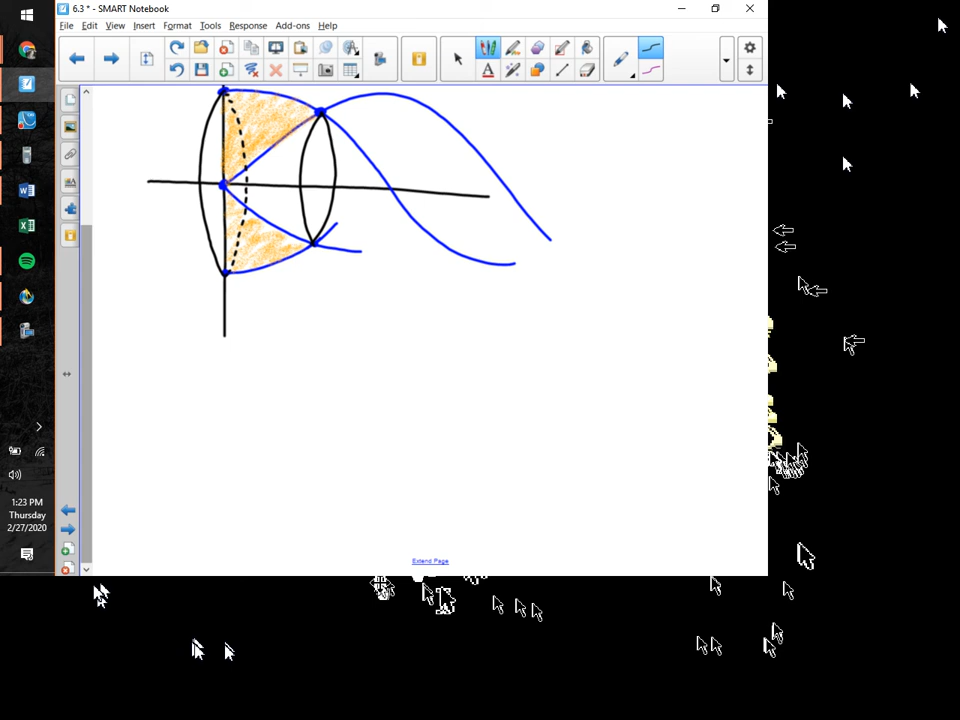 6.3 * - SMART Notebook
File Edit View Insert Format Tools Response Add-ons Help
1:23 PM
Thursday
2/27/2020
Extend Page